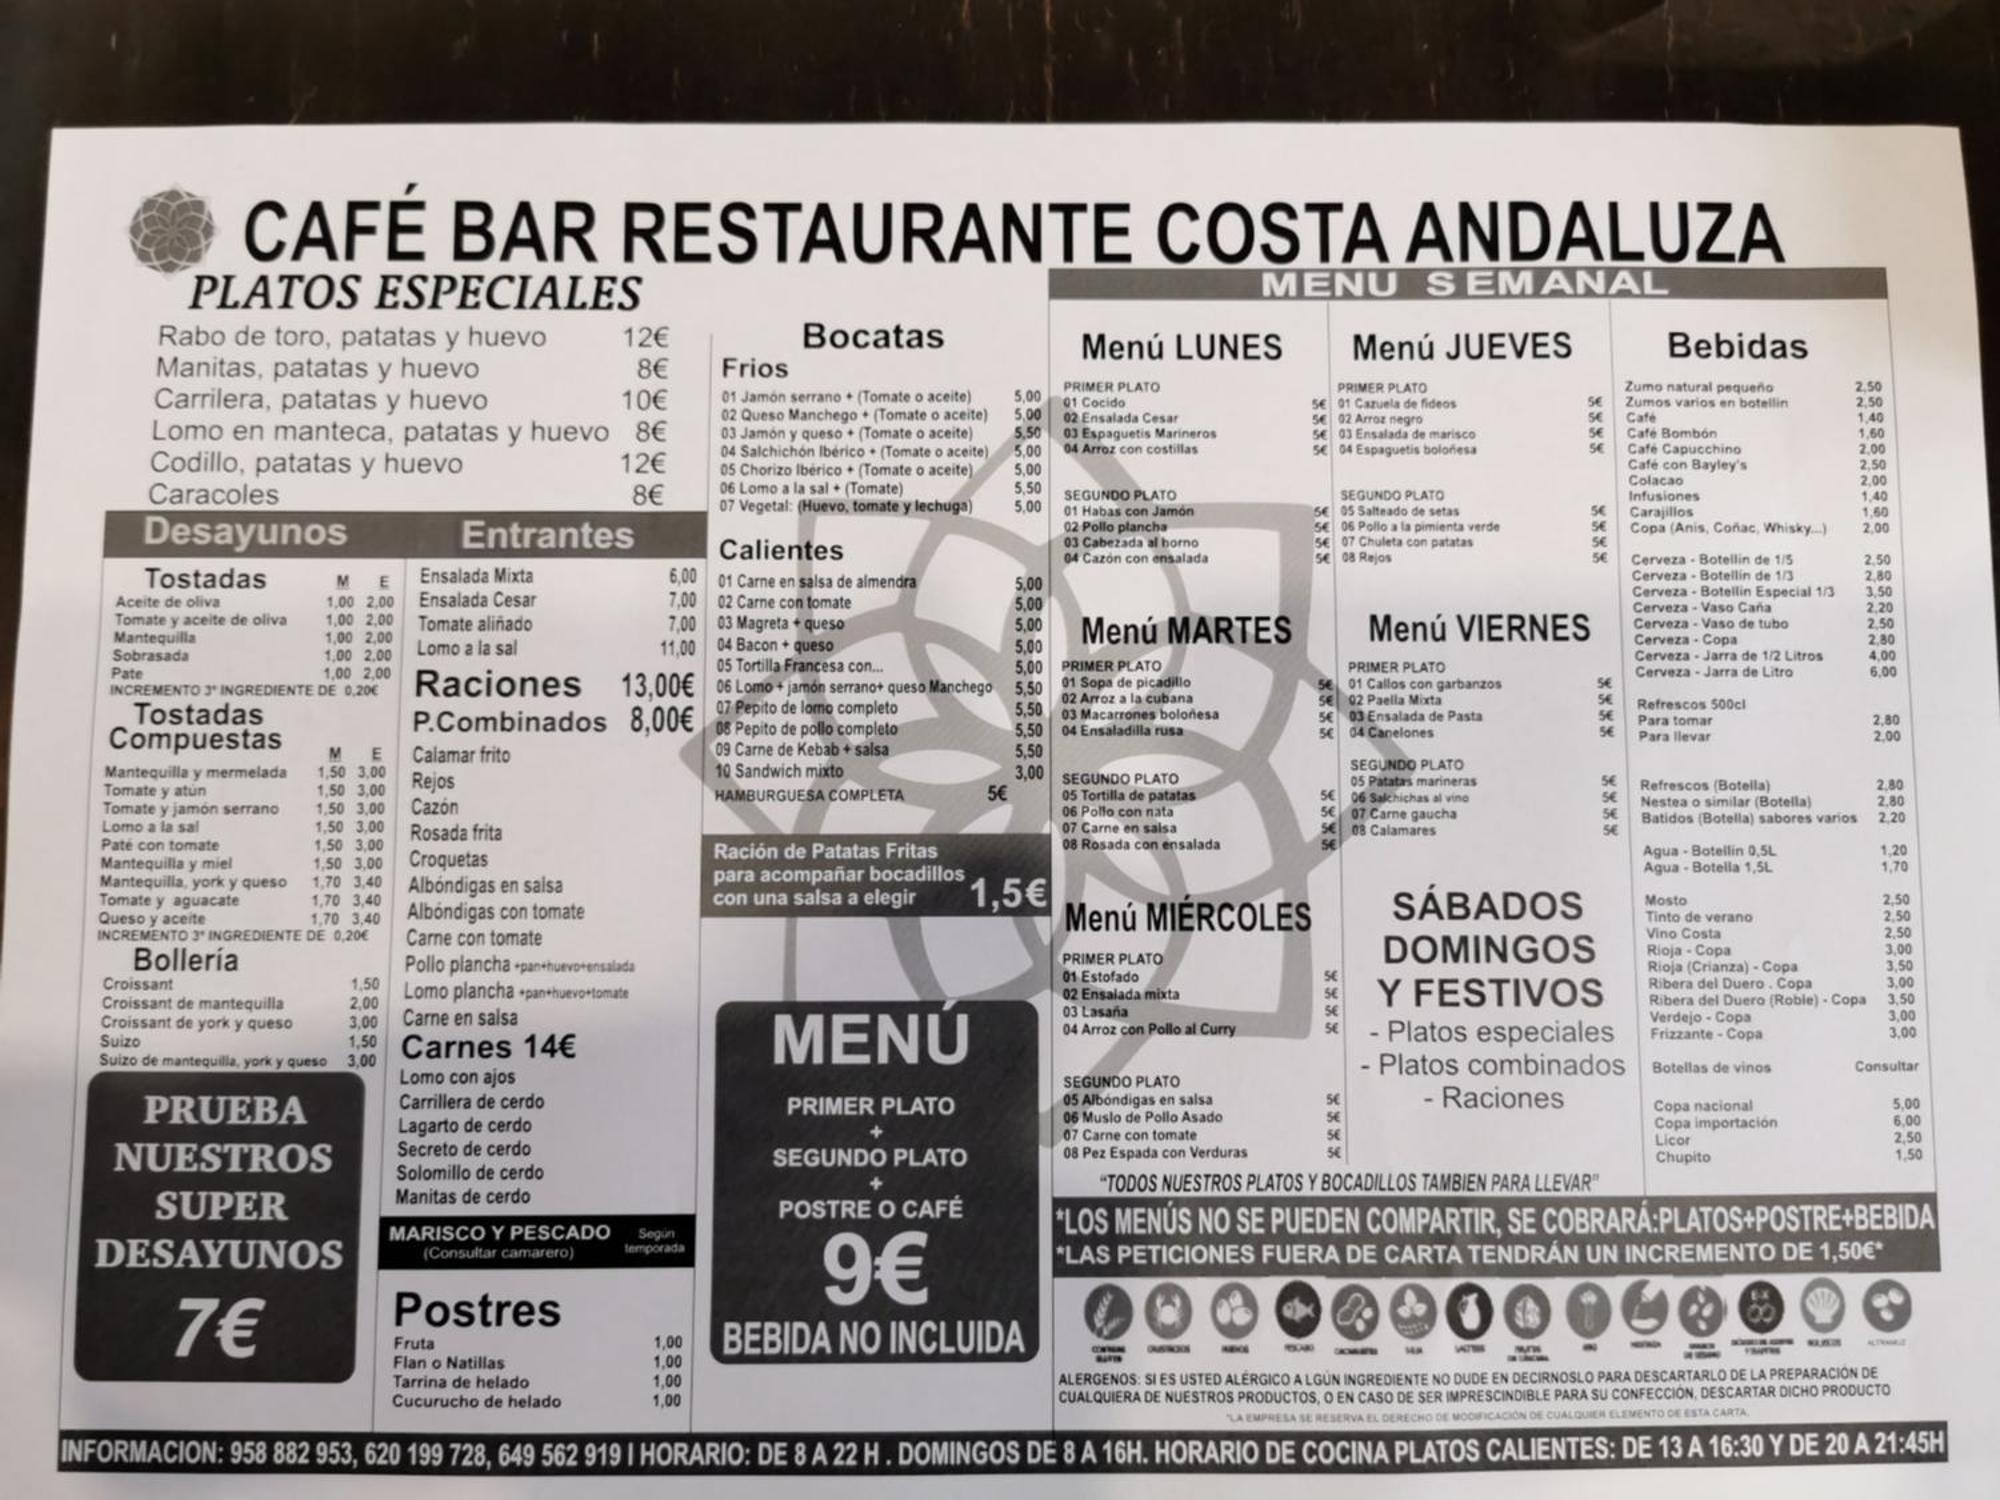 CAFÉ BAR RESTAURANTE COSTA ANDALUZA
PLATOS ESPECIALES
Rabo de toro, patatas y huevo 12€
Manitas, patatas y huevo 8€
Carrilera, patatas y huevo 10€
Lomo en manteca, patatas y huevo 8€
Codillo, patatas y huevo 12€
Caracoles 8€
Desayunos
Tostadas M E
Aceite de oliva 1,00 2,00
Tomate y aceite de oliva 1,00 2,00
Mantequilla 1,00 2,00
Sobrasada 1,00 2,00
Pate 1,00 2,00
INCREMENTO 3º INGREDIENTE DE 0,20€
Tostadas
Compuestas M E
Mantequilla y mermelada 1,50 3,00
Tomate y atún 1,50 3,00
Tomate y jamón serrano 1,50 3,00
Lomo a la sal 1,50 3,00
Paté con tomate 1,50 3,00
Mantequilla y miel 1,50 3,00
Mantequilla, york y queso 1,70 3,40
Tomate y aguacate 1,70 3,40
Queso y aceite 1,70 3,40
INCREMENTO 3º INGREDIENTE DE 0,20€
Bollería
Croissant 1,50
Croissant de mantequilla 2,00
Croissant de york y queso 3,00
Suizo 1,50
Suizo de mantequilla, york y queso 3,00
PRUEBA
NUESTROS
SUPER
DESAYUNOS
7€
Entrantes
Ensalada Mixta 6,00
Ensalada Cesar 7,00
Tomate aliñado 7,00
Lomo a la sal 11,00
Raciones 13,00€
P.Combinados 8,00€
Calamar frito
Rejos
Cazón
Rosada frita
Croquetas
Albóndigas en salsa
Albóndigas con tomate
Carne con tomate
Pollo plancha +pan+huevo+ensalada
Lomo plancha +pan+huevo+tomate
Carne en salsa
Carnes 14€
Lomo con ajos
Carrillera de cerdo
Lagarto de cerdo
Secreto de cerdo
Solomillo de cerdo
Manitas de cerdo
MARISCO Y PESCADO Según
(Consultar camarero) temporada
Postres
Fruta 1,00
Flan o Natillas 1,00
Tarrina de helado 1,00
Cucurucho de helado 1,00
Bocatas
Frios
01 Jamón serrano + (Tomate o aceite) 5,00
02 Queso Manchego + (Tomate o aceite) 5,00
03 Jamón y queso + (Tomate o aceite) 5,50
04 Salchichón Ibérico + (Tomate o aceite) 5,00
05 Chorizo Ibérico + (Tomate o aceite) 5,00
06 Lomo a la sal + (Tomate) 5,50
07 Vegetal: (Huevo, tomate y lechuga) 5,00
Calientes
01 Carne en salsa de almendra 5,00
02 Carne con tomate 5,00
03 Magreta + queso 5,00
04 Bacon + queso 5,00
05 Tortilla Francesa con... 5,00
06 Lomo + jamón serrano+ queso Manchego 5,50
07 Pepito de lomo completo 5,50
08 Pepito de pollo completo 5,50
09 Carne de Kebab + salsa 5,50
10 Sandwich mixto 3,00
HAMBURGUESA COMPLETA 5€
Ración de Patatas Fritas
para acompañar bocadillos
con una salsa a elegir 1,5€
MENÚ
PRIMER PLATO
+
SEGUNDO PLATO
+
POSTRE O CAFÉ
9€
BEBIDA NO INCLUIDA
MENU SEMANAL
Menú LUNES
PRIMER PLATO
01 Cocido 5€
02 Ensalada Cesar 5€
03 Espaguetis Marineros 5€
04 Arroz con costillas 5€
SEGUNDO PLATO
01 Habas con Jamón 5€
02 Pollo plancha 5€
03 Cabezada al horno 5€
04 Cazón con ensalada 5€
Menú MARTES
PRIMER PLATO
01 Sopa de picadillo 5€
02 Arroz a la cubana 5€
03 Macarrones boloñesa 5€
04 Ensaladilla rusa 5€
SEGUNDO PLATO
05 Tortilla de patatas 5€
06 Pollo con nata 5€
07 Carne en salsa 5€
08 Rosada con ensalada 5€
Menú MIÉRCOLES
PRIMER PLATO
01 Estofado 5€
02 Ensalada mixta 5€
03 Lasaña 5€
04 Arroz con Pollo al Curry 5€
SEGUNDO PLATO
05 Albóndigas en salsa 5€
06 Muslo de Pollo Asado 5€
07 Carne con tomate 5€
08 Pez Espada con Verduras 5€
Menú JUEVES
PRIMER PLATO
01 Cazuela de fideos 5€
02 Arroz negro 5€
03 Ensalada de marisco 5€
04 Espaguetis boloñesa 5€
SEGUNDO PLATO
05 Salteado de setas 5€
06 Pollo a la pimienta verde 5€
07 Chuleta con patatas 5€
08 Rejos 5€
Menú VIERNES
PRIMER PLATO
01 Callos con garbanzos 5€
02 Paella Mixta 5€
03 Ensalada de Pasta 5€
04 Canelones 5€
SEGUNDO PLATO
05 Patatas marineras 5€
06 Salchichas al vino 5€
07 Carne gaucha 5€
08 Calamares 5€
SÁBADOS
DOMINGOS
Y FESTIVOS
- Platos especiales
- Platos combinados
- Raciones
Bebidas
Zumo natural pequeño 2,50
Zumos varios en botellin 2,50
Café 1,40
Café Bombón 1,60
Café Capucchino 2,00
Café con Bayley's 2,50
Colacao 2,00
Infusiones 1,40
Carajillos 1,60
Copa (Anis, Coñac, Whisky...) 2,00
Cerveza - Botellin de 1/5 2,50
Cerveza - Botellin de 1/3 2,80
Cerveza - Botellin Especial 1/3 3,50
Cerveza - Vaso Caña 2,20
Cerveza - Vaso de tubo 2,50
Cerveza - Copa 2,80
Cerveza - Jarra de 1/2 Litros 4,00
Cerveza - Jarra de Litro 6,00
Refrescos 500cl
Para tomar 2,80
Para llevar 2,00
Refrescos (Botella) 2,80
Nestea o similar (Botella) 2,80
Batidos (Botella) sabores varios 2,20
Agua - Botellin 0,5L 1,20
Agua - Botella 1,5L 1,70
Mosto 2,50
Tinto de verano 2,50
Vino Costa 2,50
Rioja - Copa 3,00
Rioja (Crianza) - Copa 3,50
Ribera del Duero . Copa 3,00
Ribera del Duero (Roble) - Copa 3,50
Verdejo - Copa 3,00
Frizzante - Copa 3,00
Botellas de vinos Consultar
Copa nacional 5,00
Copa importación 6,00
Licor 2,50
Chupito 1,50
"TODOS NUESTROS PLATOS Y BOCADILLOS TAMBIEN PARA LLEVAR"
*LOS MENÚS NO SE PUEDEN COMPARTIR, SE COBRARÁ:PLATOS+POSTRE+BEBIDA
*LAS PETICIONES FUERA DE CARTA TENDRÁN UN INCREMENTO DE 1,50€*
ALERGENOS: SI ES USTED ALÉRGICO A LGÚN INGREDIENTE NO DUDE EN DECIRNOSLO PARA DESCARTARLO DE LA PREPARACIÓN DE
CUALQUIERA DE NUESTROS PRODUCTOS, O EN CASO DE SER IMPRESCINDIBLE PARA SU CONFECCIÓN, DESCARTAR DICHO PRODUCTO
*LA EMPRESA SE RESERVA EL DERECHO DE MODIFICACIÓN DE CUALQUIER ELEMENTO DE ESTA CARTA.
INFORMACION: 958 882 953, 620 199 728, 649 562 919 I HORARIO: DE 8 A 22 H . DOMINGOS DE 8 A 16H. HORARIO DE COCINA PLATOS CALIENTES: DE 13 A 16:30 Y DE 20 A 21:45H